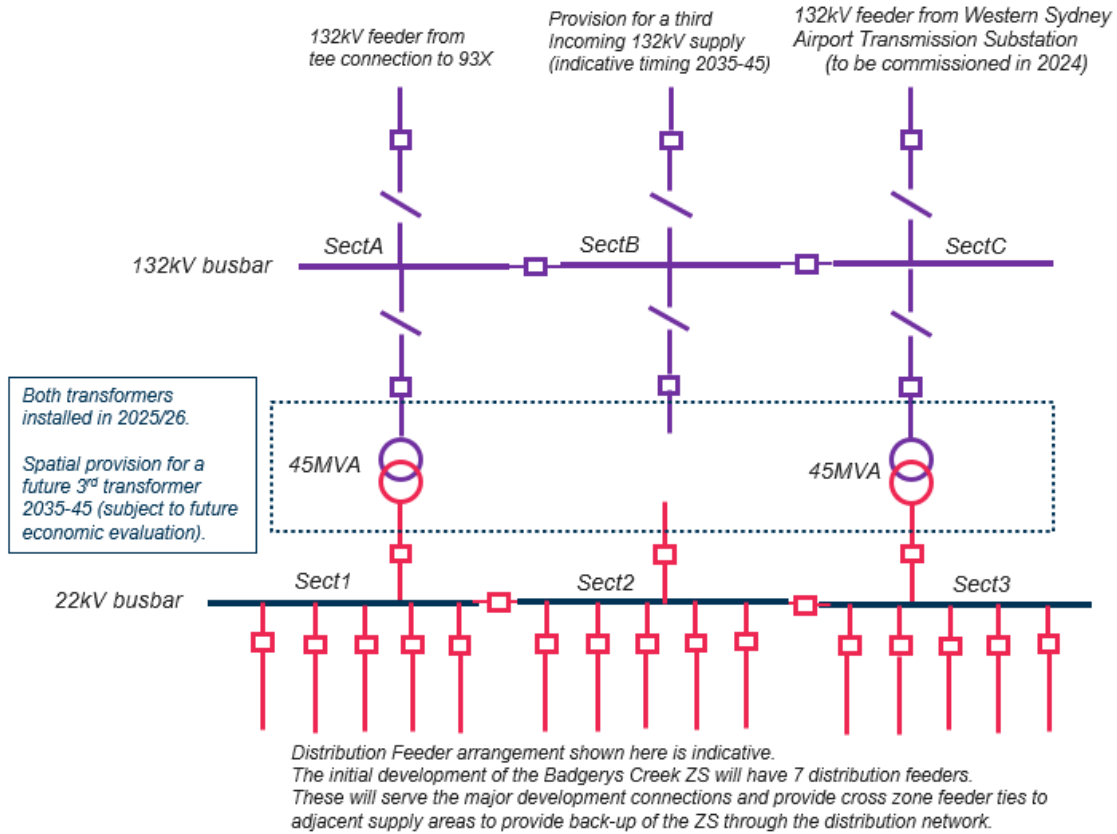 132kV feeder from
tee connection to 93X
Provision for a third
Incoming 132kV supply
(indicative timing 2035-45)
132kV feeder from Western Sydney
Airport Transmission Substation
(to be commissioned in 2024)
SectA
SectB
SectC
132kV busbar
Both transformers
installed in 2025/26.
Spatial provision for a
future 3rd transformer
2035-45 (subject to future
economic evaluation).
45MVA
45MVA
Sect1
Sect2
Sect3
22kV busbar
Distribution Feeder arrangement shown here is indicative.
The initial development of the Badgerys Creek ZS will have 7 distribution feeders.
These will serve the major development connections and provide cross zone feeder ties to
adjacent supply areas to provide back-up of the ZS through the distribution network.